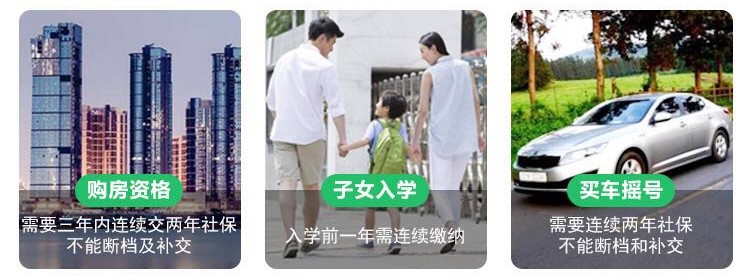 购房资格
需要三年内连续交两年社保
不能断档及补交
子女入学
入学前一年需连续缴纳
买车摇号
需要连续两年社保
不能断档和补交